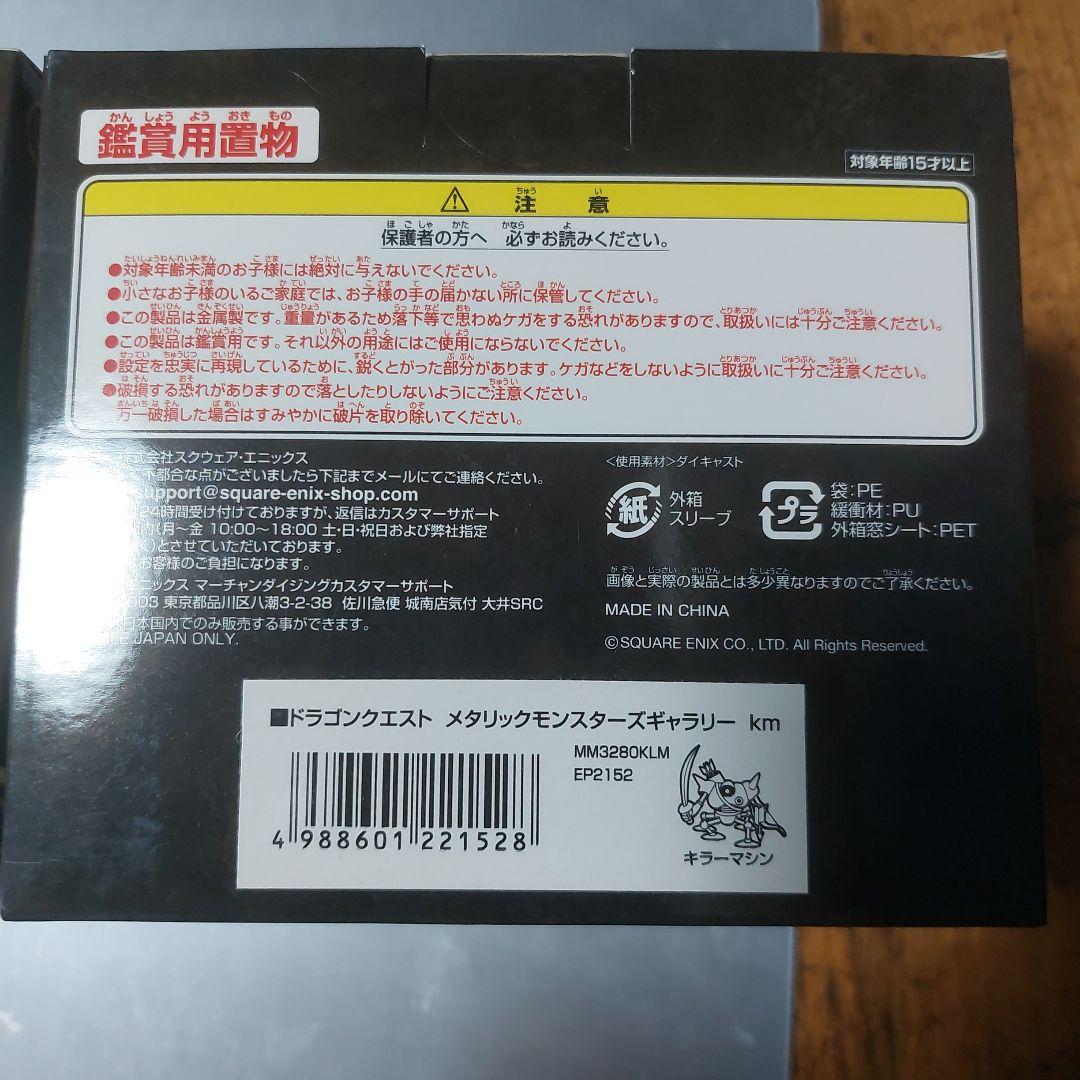 鑑賞用置物
対象年齢15才以上
⚠ 注意
保護者の方へ 必ずお読みください。
●対象年齢未満のお子様には絶対に与えないでください。
●小さなお子様のいるご家庭では、お子様の手の届かない所に保管してください。
●この製品は金属製です。重量があるため落下等で思わぬケガをする恐れがありますので、取扱いには十分ご注意ください。
●この製品は鑑賞用です。それ以外の用途にはご使用にならないでください。
●設定を忠実に再現しているために、鋭くとがった部分があります。ケガなどをしないように取扱いに十分ご注意ください。
●破損する恐れがありますので落としたりしないようにご注意ください。
万一破損した場合はすみやかに破片を取り除いてください。
式会社スクウェア・エニックス
不都合な点がございましたら下記までメールにてご連絡ください。
support@square-enix-shop.com
24時間受け付けておりますが、返信はカスタマーサポート
内(月〜金 10:00〜18:00 土・日・祝日および弊社指定
く)とさせていただいております。
お客様のご負担になります。
ニックス マーチャンダイジングカスタマーサポート
003 東京都品川区八潮3-2-38 佐川急便 城南店気付 大井SRC
日本国内でのみ販売する事ができます。
JAPAN ONLY.
<使用素材>ダイキャスト
紙 外箱
スリーブ
プラ 袋:PE
緩衝材:PU
外箱窓シート:PET
画像と実際の製品とは多少異なりますのでご了承ください。
MADE IN CHINA
©SQUARE ENIX CO., LTD. All Rights Reserved.
■ドラゴンクエスト メタリックモンスターズギャラリー km
MM3280KLM
EP2152
4 988601 221528
キラーマシン